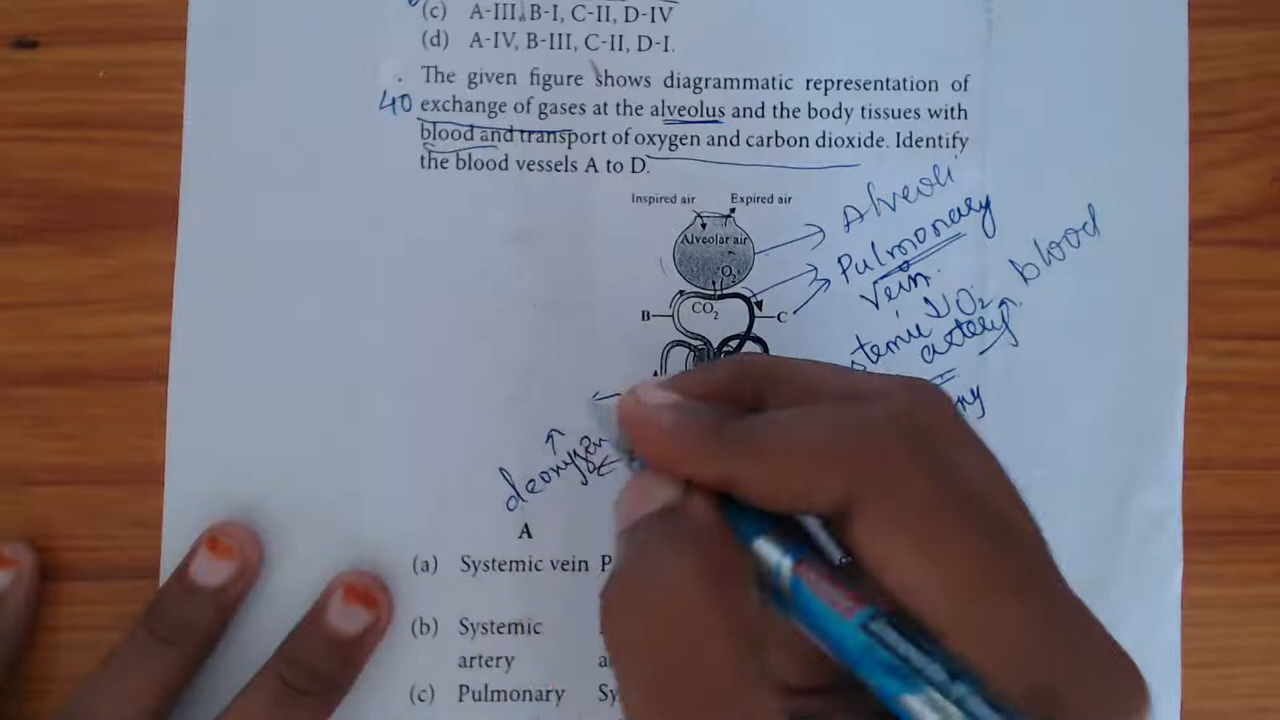 (c) A-III, B-I, C-II, D-IV
(d) A-IV, B-III, C-II, D-I.
. The given figure shows diagrammatic representation of
40 exchange of gases at the alveolus and the body tissues with
blood and transport of oxygen and carbon dioxide. Identify
the blood vessels A to D.
Inspired air Expired air
Alveoli
Alveolar air
Pulmonary
O2
vein
blood
CO2
B
C
O2
artery
deoxygen
A
(a) Systemic vein P
(b) Systemic
artery a
(c) Pulmonary Sy